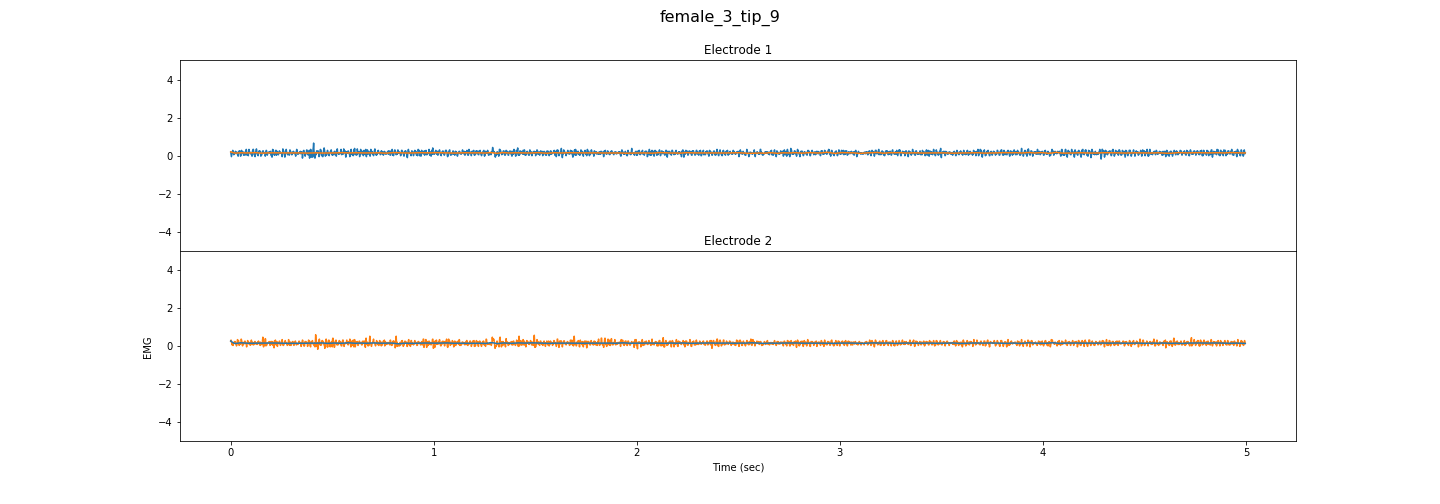 female_3_tip_9
Electrode 1
4
2
0
−2
−4
Electrode 2
4
2
0
−2
−4
EMG
0 1 2 3 4 5
Time (sec)